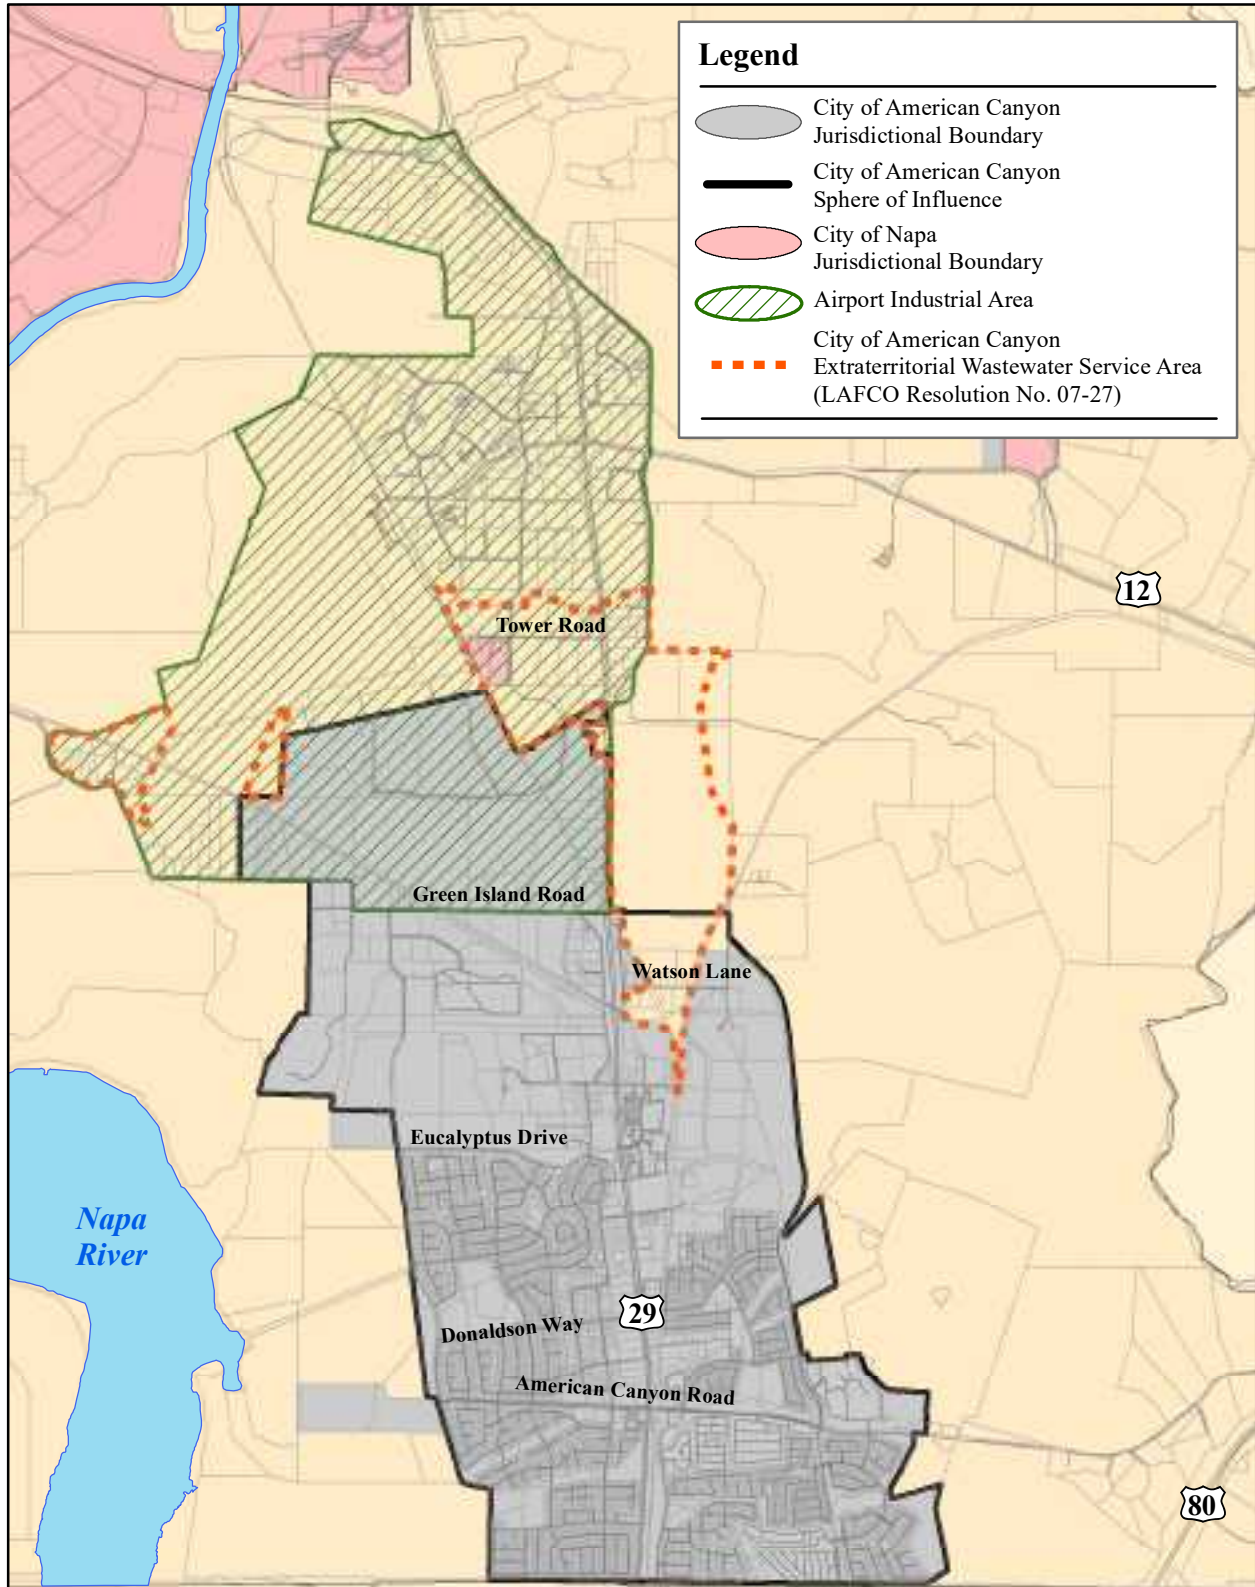 Legend
City of American Canyon
Jurisdictional Boundary
City of American Canyon
Sphere of Influence
City of Napa
Jurisdictional Boundary
Airport Industrial Area
City of American Canyon
Extraterritorial Wastewater Service Area
(LAFCO Resolution No. 07-27)
12
Tower Road
Green Island Road
Watson Lane
Eucalyptus Drive
Napa
River
29
Donaldson Way
American Canyon Road
80